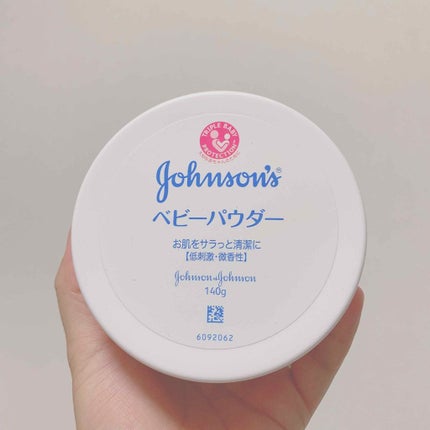 TRIPLE BABY
PROTECTION
Johnson's®
ベビーパウダー
お肌をサラっと清潔に
【低刺激・微香性】
Johnson & Johnson
140g
6092062